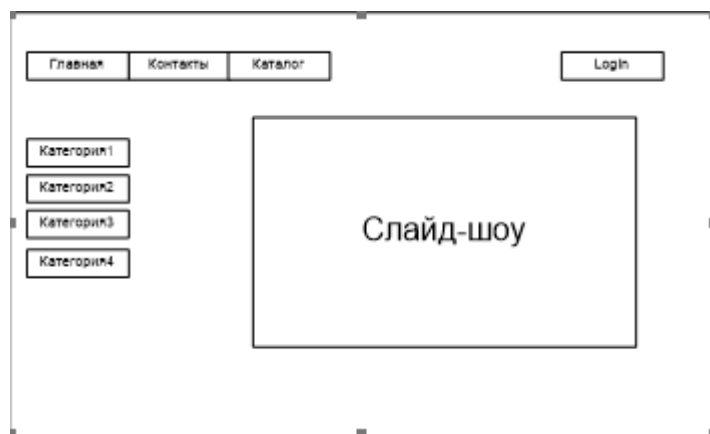 Главная Контакты Каталог Login
Категория1
Категория2
Категория3
Категория4
Слайд-шоу